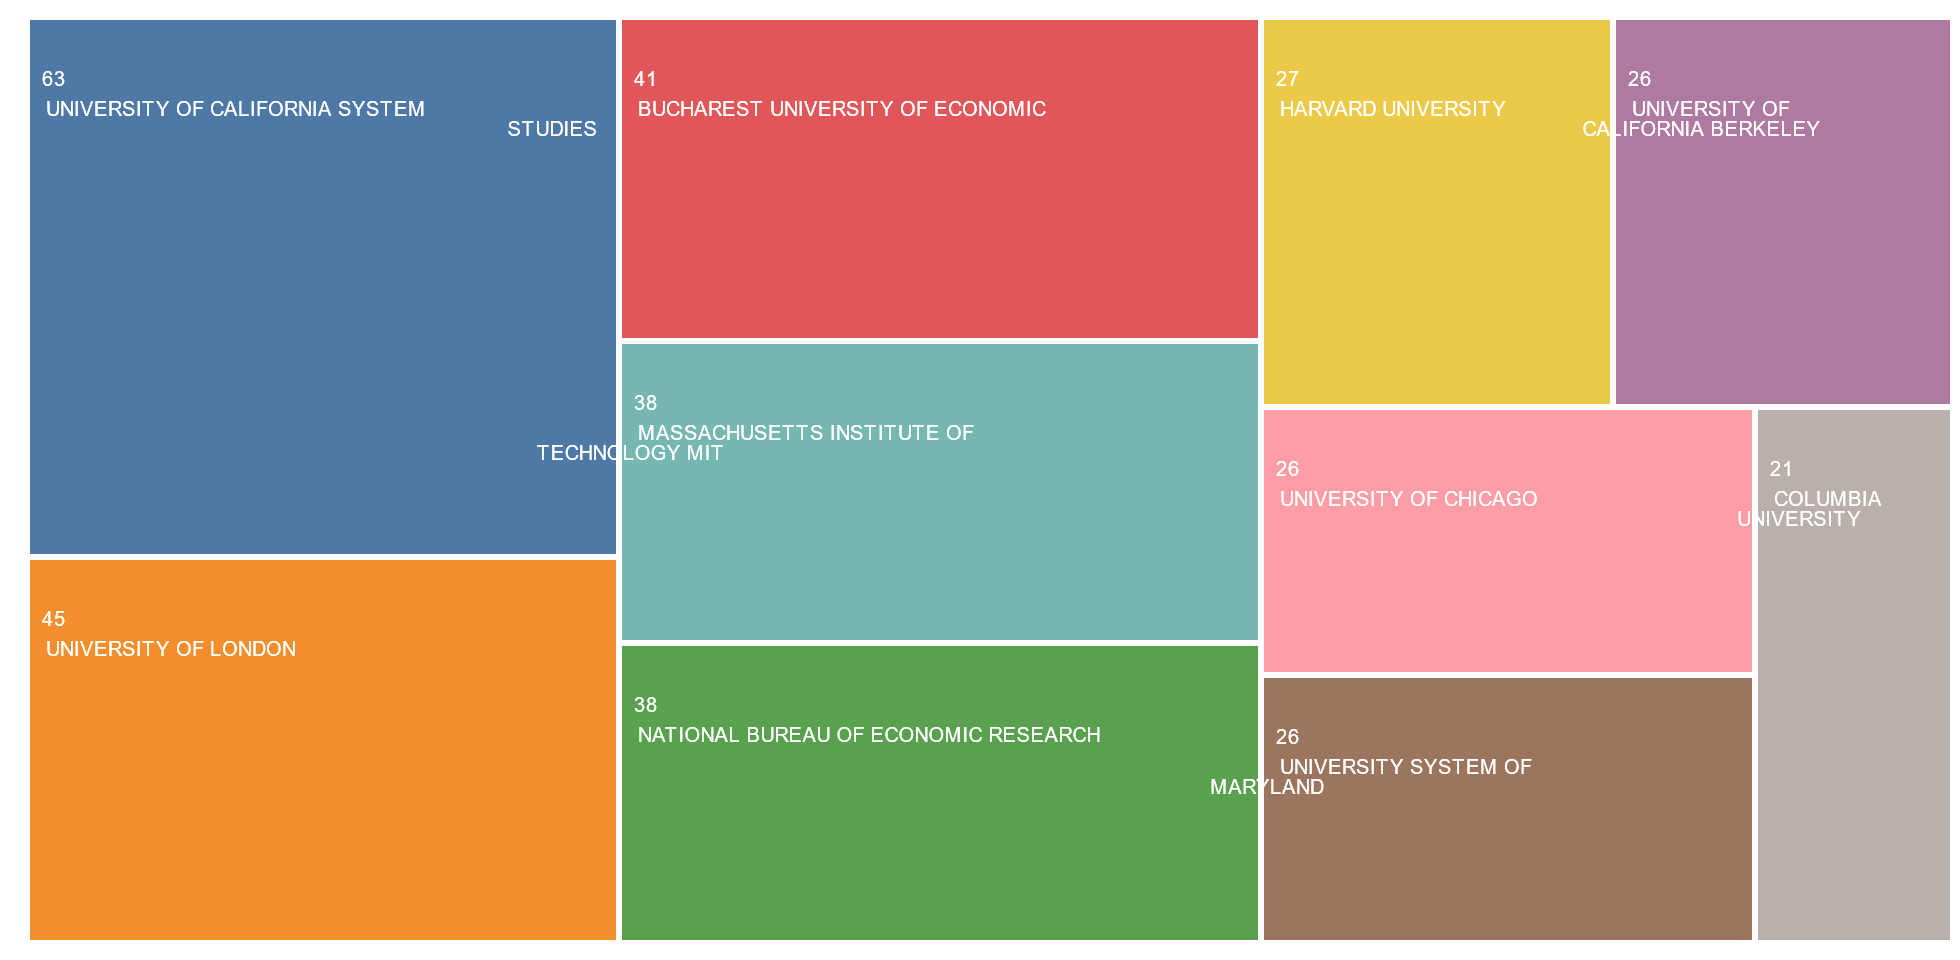 63
UNIVERSITY OF CALIFORNIA SYSTEM
45
UNIVERSITY OF LONDON
41
BUCHAREST UNIVERSITY OF ECONOMIC
STUDIES
38
MASSACHUSETTS INSTITUTE OF
TECHNOLOGY MIT
38
NATIONAL BUREAU OF ECONOMIC RESEARCH
27
HARVARD UNIVERSITY
26
UNIVERSITY OF
CALIFORNIA BERKELEY
26
UNIVERSITY OF CHICAGO
26
UNIVERSITY SYSTEM OF
MARYLAND
21
COLUMBIA
UNIVERSITY